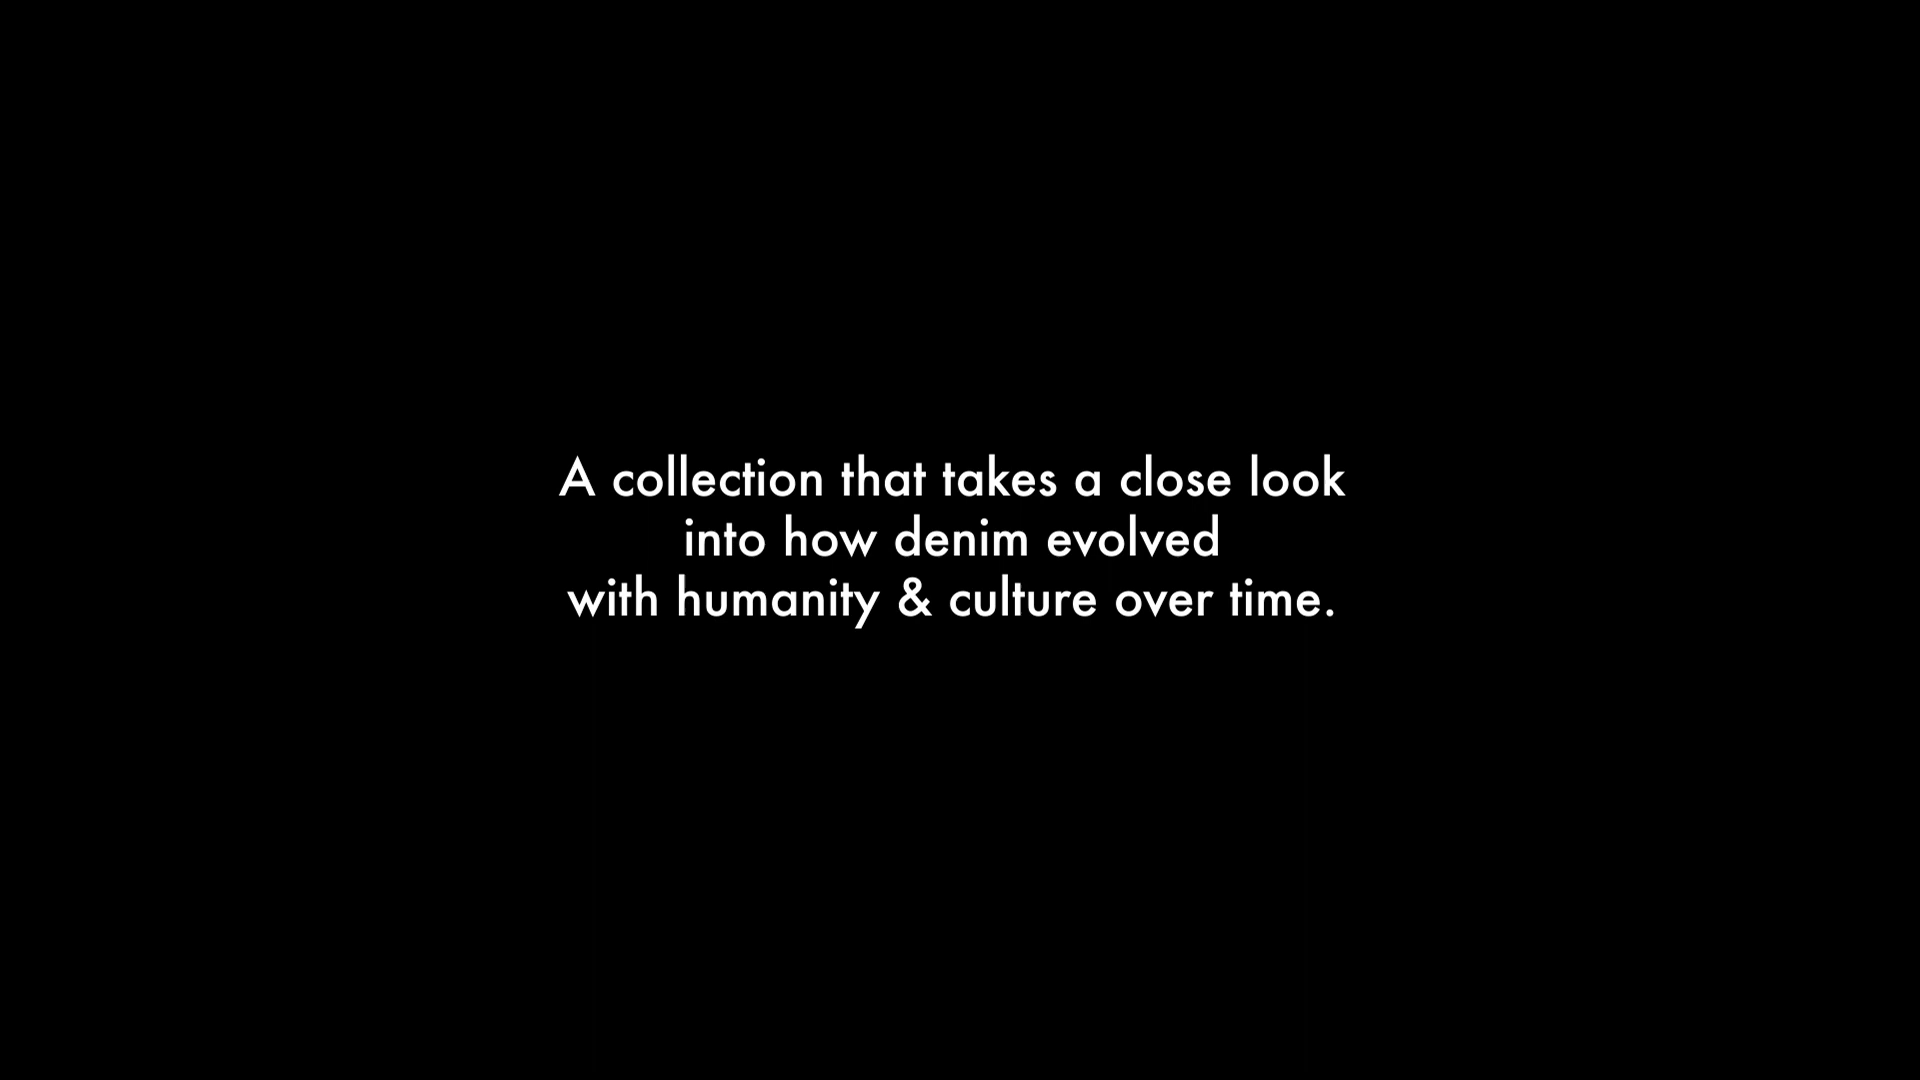 A collection that takes a close look
into how denim evolved
with humanity & culture over time.